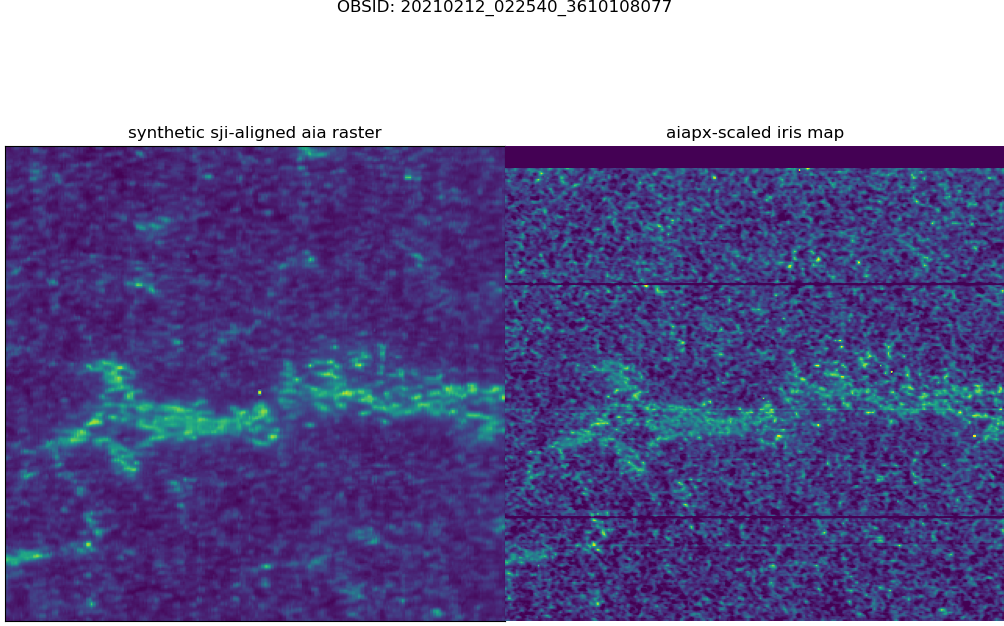 OBSID: 20210212_022540_3610108077
synthetic sji-aligned aia raster
aiapx-scaled iris map